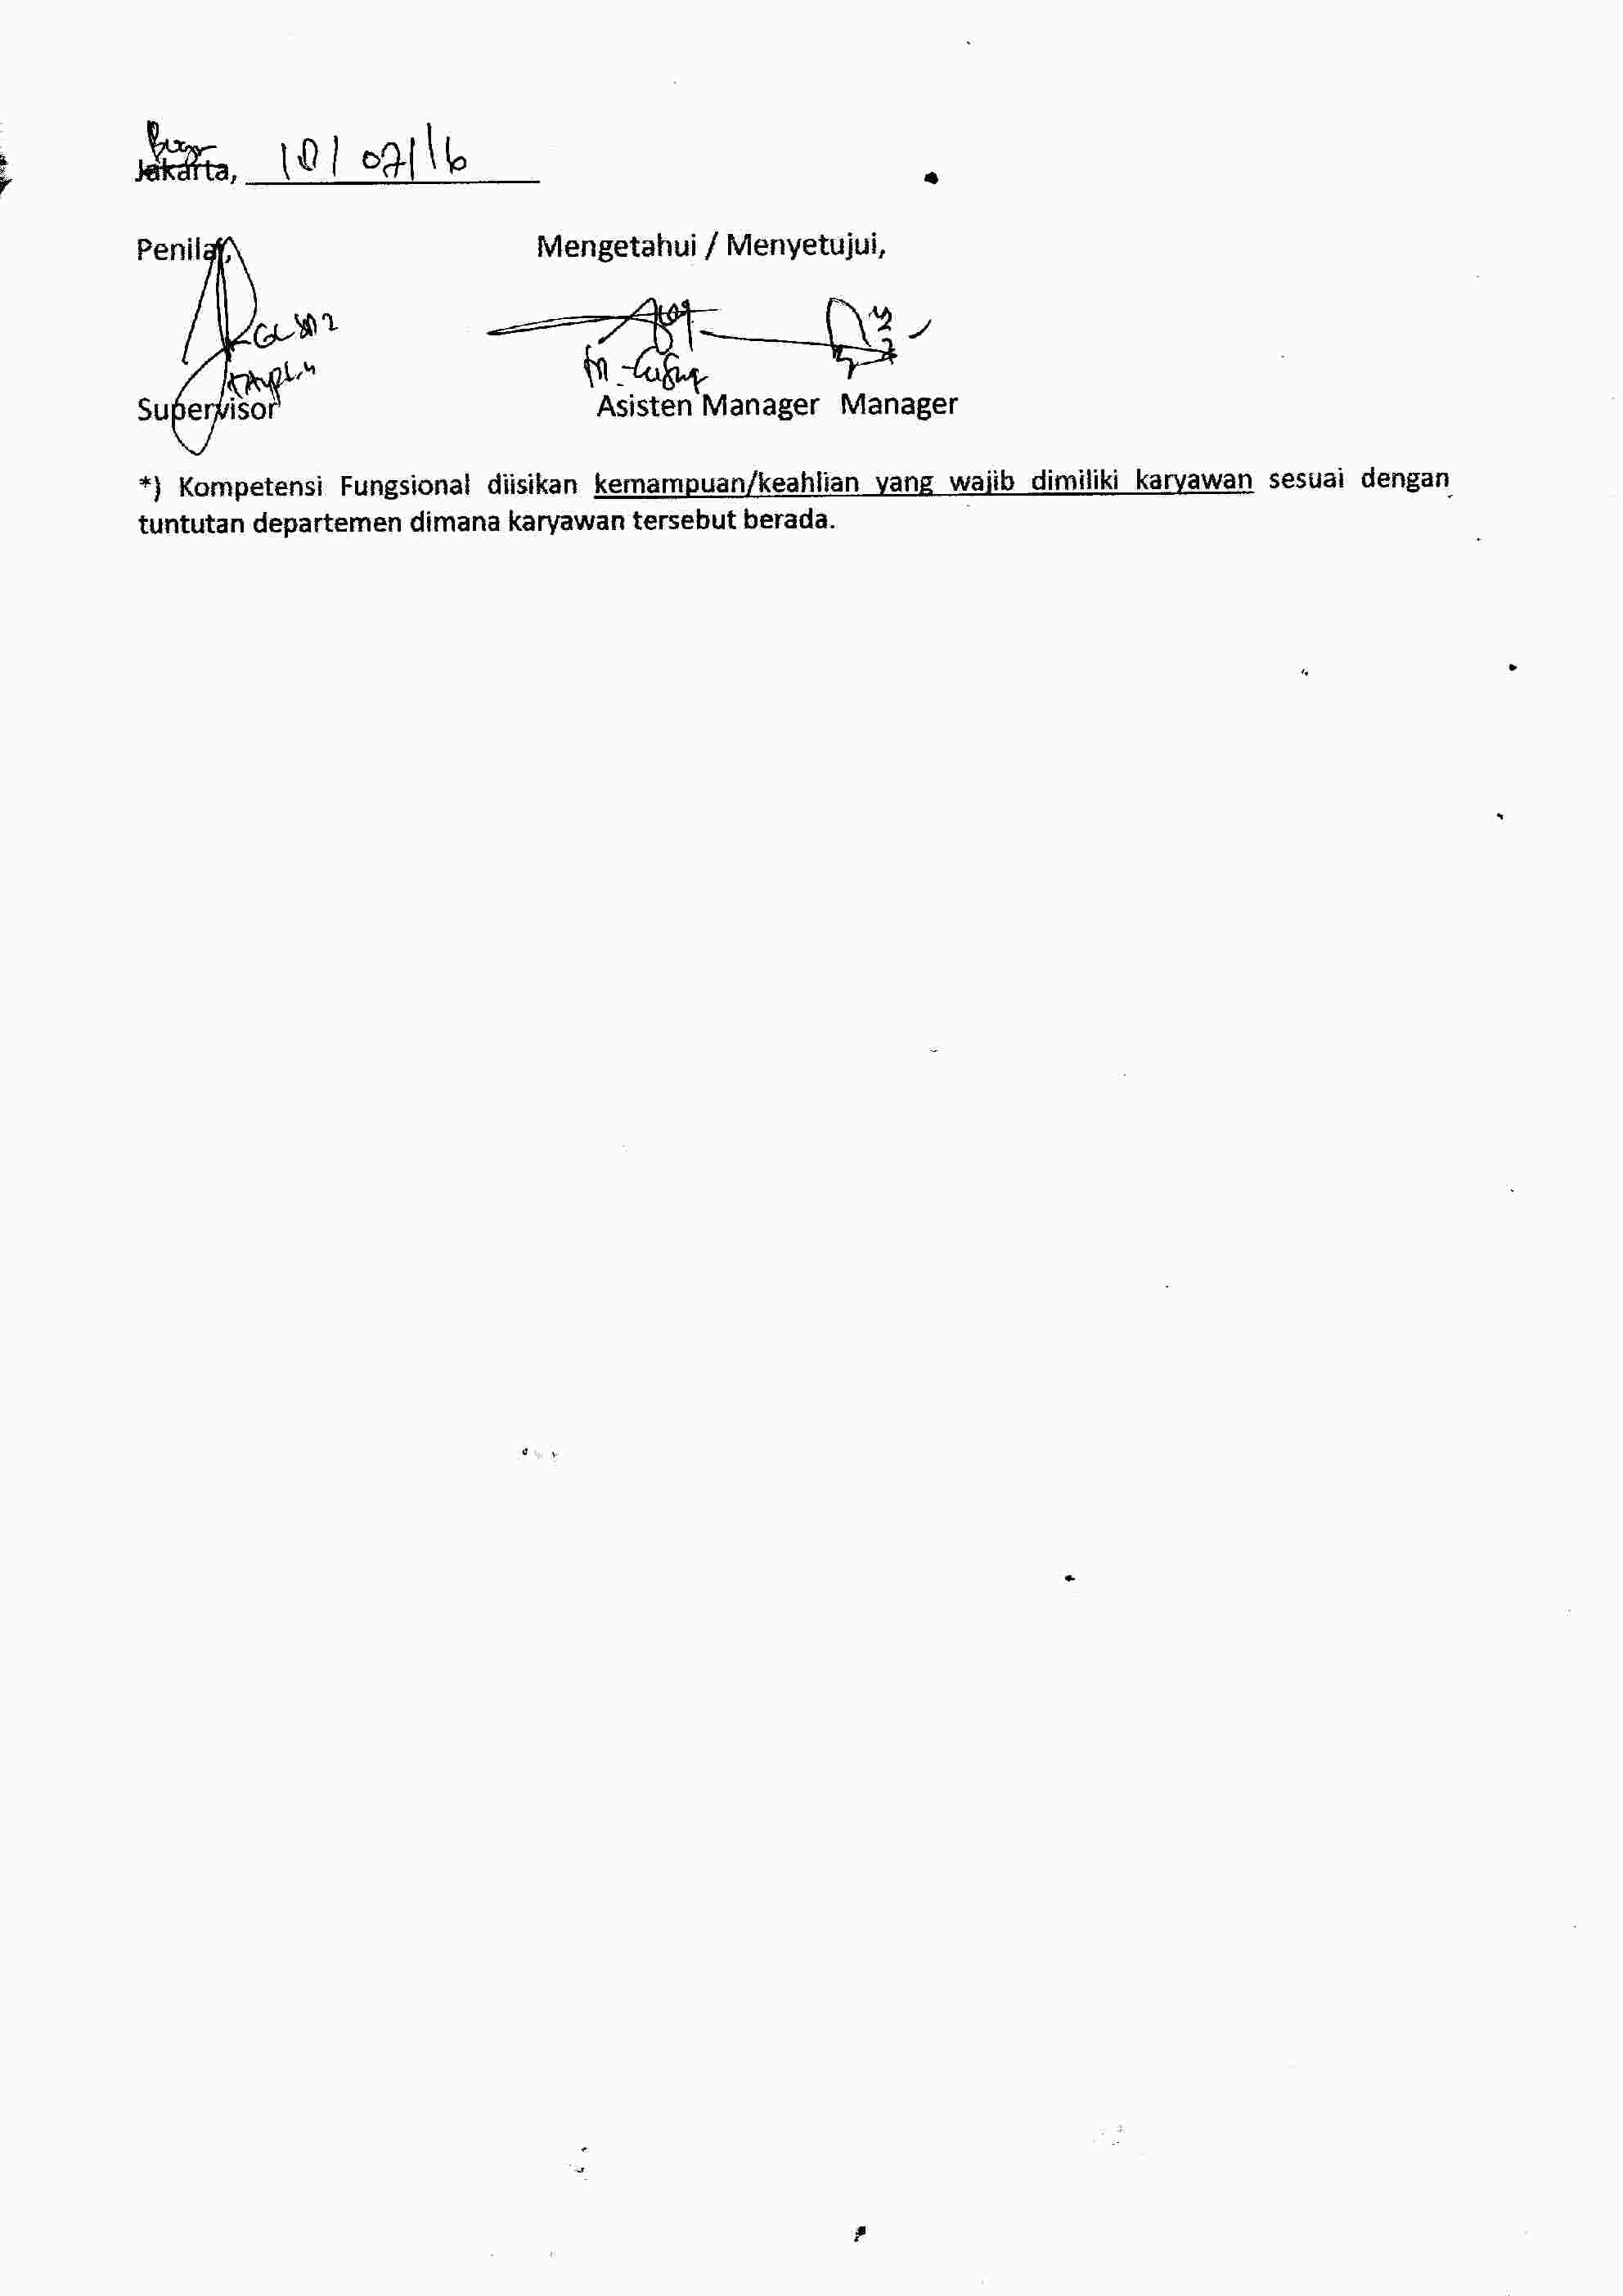 Jakarta, 10/07/16
Penilai,
Mengetahui / Menyetujui,
Supervisor
Asisten Manager Manager
*) Kompetensi Fungsional diisikan kemampuan/keahlian yang wajib dimiliki karyawan sesuai dengan
tuntutan departemen dimana karyawan tersebut berada.